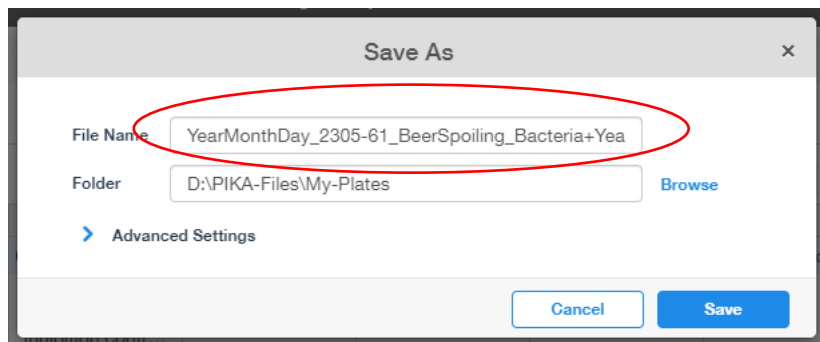 Save As ×
File Name YearMonthDay_2305-61_BeerSpoiling_Bacteria+Yea
Folder D:\PIKA-Files\My-Plates Browse
Advanced Settings
Cancel Save